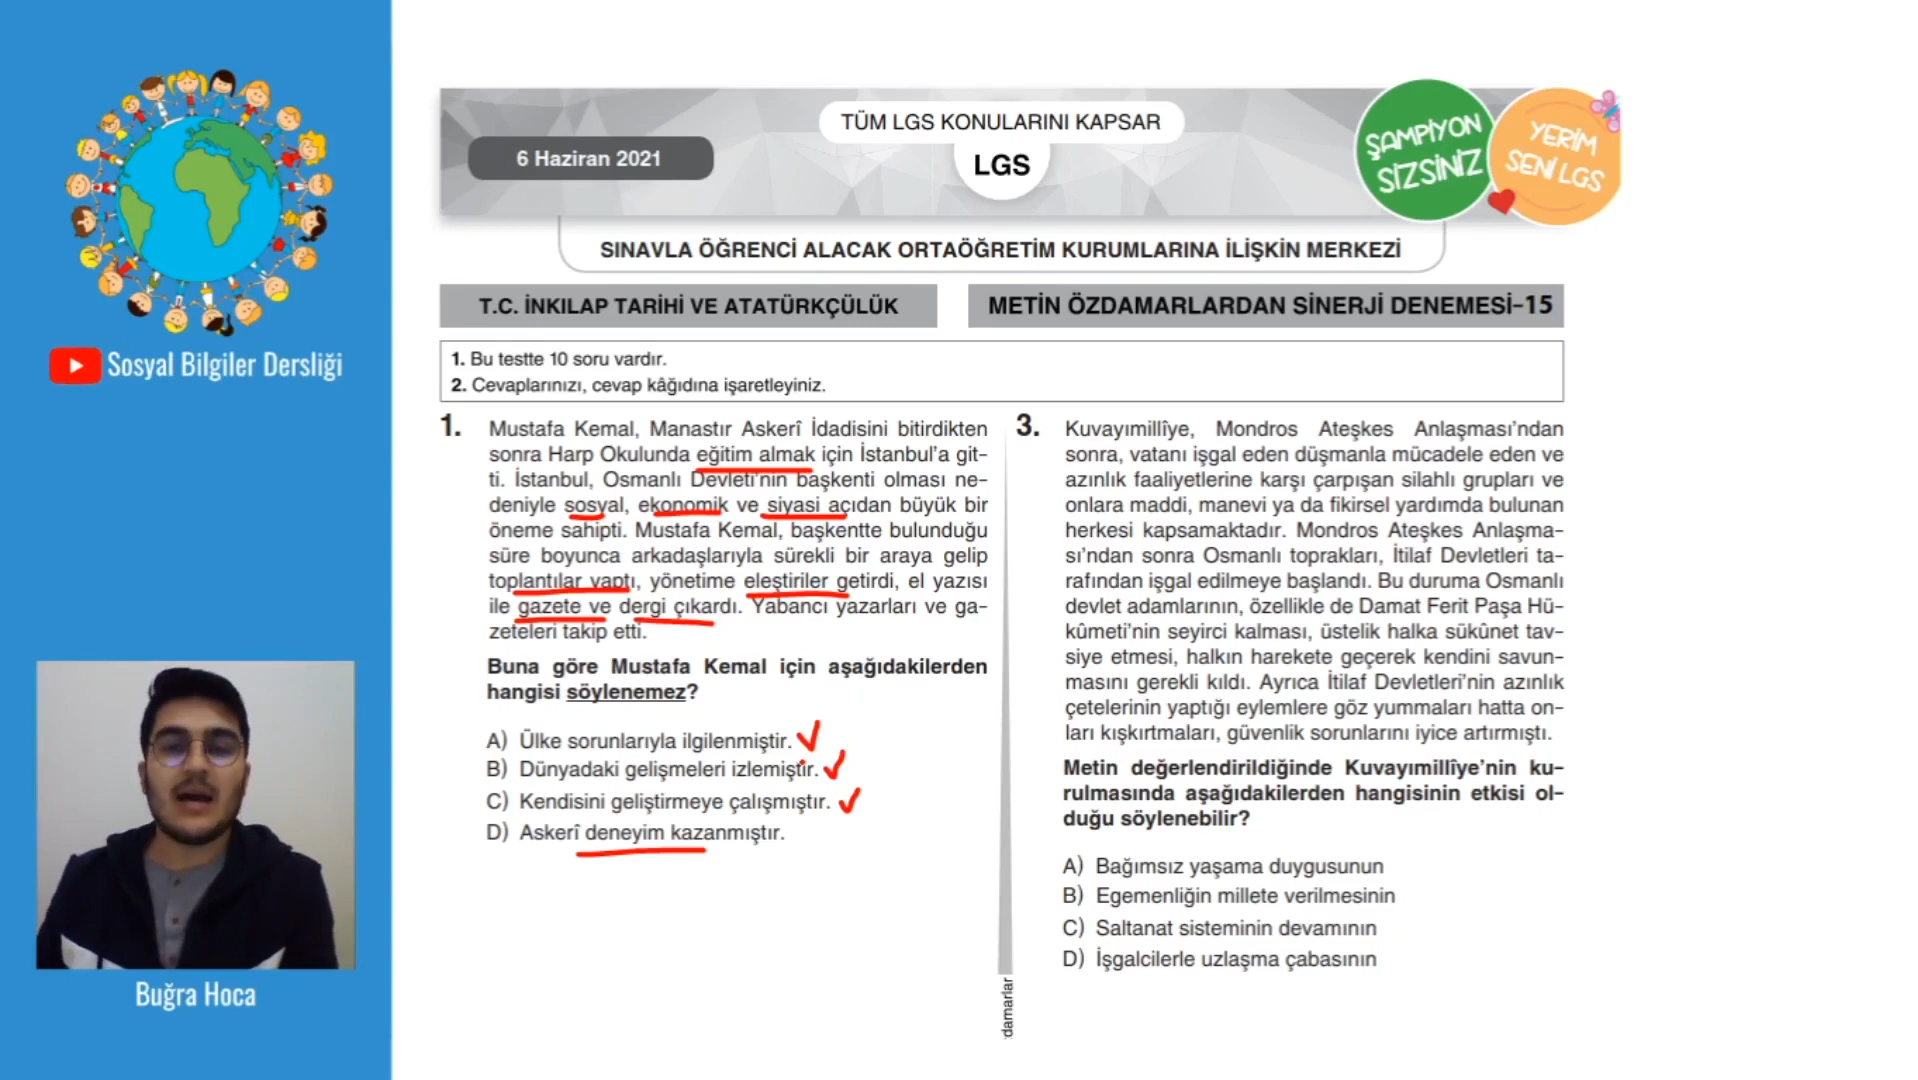 TÜM LGS KONULARINI KAPSAR
6 Haziran 2021
LGS
ŞAMPİYON
SİZSİNİZ
YERİM
SENİ LGS
SINAVLA ÖĞRENCİ ALACAK ORTAÖĞRETİM KURUMLARINA İLİŞKİN MERKEZİ
T.C. İNKILAP TARİHİ VE ATATÜRKÇÜLÜK
METİN ÖZDAMARLARDAN SİNERJİ DENEMESİ-15
1. Bu testte 10 soru vardır.
2. Cevaplarınızı, cevap kâğıdına işaretleyiniz.
Sosyal Bilgiler Dersliği
1. Mustafa Kemal, Manastır Askerî İdadisini bitirdikten
sonra Harp Okulunda eğitim almak için İstanbul'a git-
ti. İstanbul, Osmanlı Devleti'nin başkenti olması ne-
deniyle sosyal, ekonomik ve siyasi açıdan büyük bir
öneme sahipti. Mustafa Kemal, başkentte bulunduğu
süre boyunca arkadaşlarıyla sürekli bir araya gelip
toplantılar yaptı, yönetime eleştiriler getirdi, el yazısı
ile gazete ve dergi çıkardı. Yabancı yazarları ve ga-
zeteleri takip etti.
Buna göre Mustafa Kemal için aşağıdakilerden
hangisi söylenemez?
A) Ülke sorunlarıyla ilgilenmiştir.
B) Dünyadaki gelişmeleri izlemiştir.
C) Kendisini geliştirmeye çalışmıştır.
D) Askerî deneyim kazanmıştır.
3. Kuvayımillîye, Mondros Ateşkes Anlaşması'ndan
sonra, vatanı işgal eden düşmanla mücadele eden ve
azınlık faaliyetlerine karşı çarpışan silahlı grupları ve
onlara maddi, manevi ya da fikirsel yardımda bulunan
herkesi kapsamaktadır. Mondros Ateşkes Anlaşma-
sı'ndan sonra Osmanlı toprakları, İtilaf Devletleri ta-
rafından işgal edilmeye başlandı. Bu duruma Osmanlı
devlet adamlarının, özellikle de Damat Ferit Paşa Hü-
kûmeti'nin seyirci kalması, üstelik halka sükûnet tav-
siye etmesi, halkın harekete geçerek kendini savun-
masını gerekli kıldı. Ayrıca İtilaf Devletleri'nin azınlık
çetelerinin yaptığı eylemlere göz yummaları hatta on-
ları kışkırtmaları, güvenlik sorunlarını iyice artırmıştı.
Metin değerlendirildiğinde Kuvayımillîye'nin ku-
rulmasında aşağıdakilerden hangisinin etkisi ol-
duğu söylenebilir?
A) Bağımsız yaşama duygusunun
B) Egemenliğin millete verilmesinin
C) Saltanat sisteminin devamının
D) İşgalcilerle uzlaşma çabasının
damarlar
Buğra Hoca